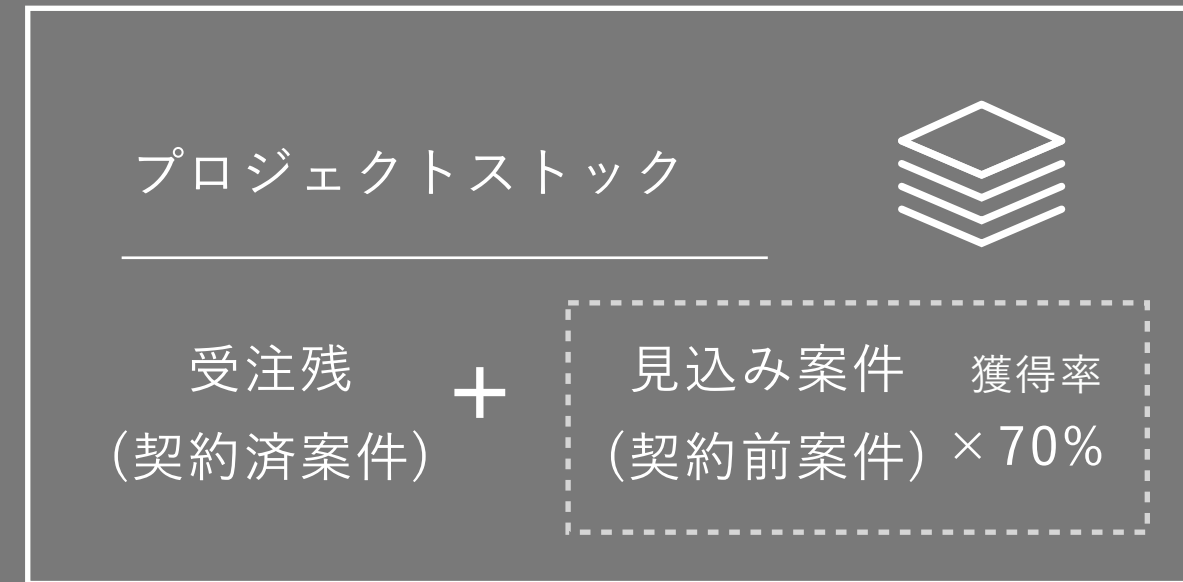 プロジェクトストック
受注残
(契約済案件)
+
見込み案件 獲得率
(契約前案件) ×70%